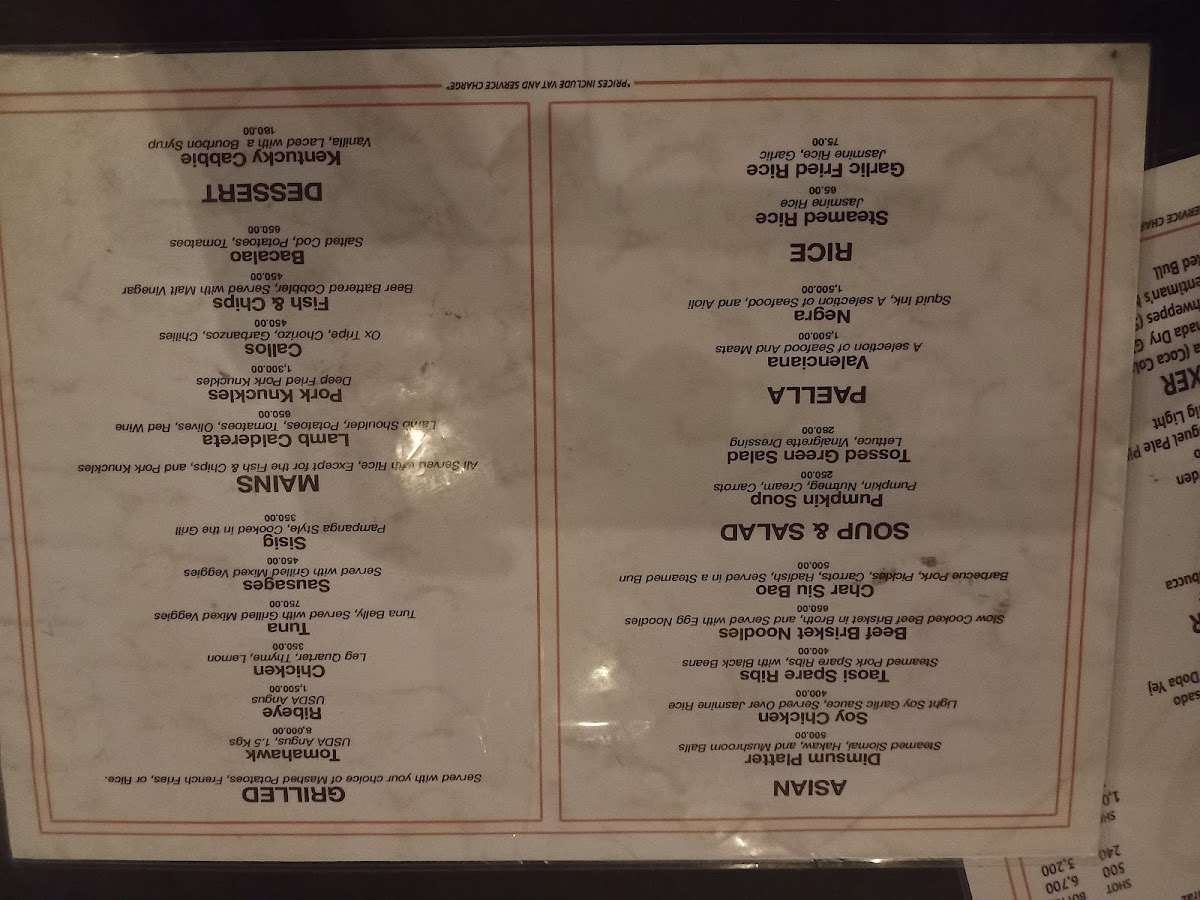 ASIAN
Dimsum Platter
Steamed Siomai, Hakaw, and Mushroom Balls
500.00
Soy Chicken
Light Soy Garlic Sauce, Served Over Jasmine Rice
400.00
Taosi Spare Ribs
Steamed Pork Spare Ribs, with Black Beans
400.00
Beef Brisket Noodles
Slow Cooked Beef Brisket in Broth, and Served with Egg Noodles
650.00
Char Siu Bao
Barbecue Pork, Pickles, Carrots, Radish, Served in a Steamed Bun
500.00
SOUP & SALAD
Pumpkin Soup
Pumpkin, Nutmeg, Cream, Carrots
250.00
Tossed Green Salad
Lettuce, Vinaigrette Dressing
280.00
PAELLA
Valenciana
A selection of Seafood And Meats
1,500.00
Negra
Squid Ink, A selection of Seafood, and Aioli
1,500.00
RICE
Steamed Rice
Jasmine Rice
65.00
Garlic Fried Rice
Jasmine Rice, Garlic
75.00
GRILLED
Served with your choice of Mashed Potatoes, French Fries, or Rice.
Tomahawk
USDA Angus, 1.5 Kgs
8,000.00
Ribeye
USDA Angus
1,500.00
Chicken
Leg Quarter, Thyme, Lemon
350.00
Tuna
Tuna, Belly, Served with Grilled Mixed Veggies
750.00
Sausages
Served with Grilled Mixed Veggies
450.00
Sisig
Pampanga Style, Cooked in the Grill
350.00
MAINS
All Served with Rice, Except for the Fish & Chips, and Pork Knuckles
Lamb Caldereta
Lamb Shoulder, Potatoes, Tomatoes, Olives, Red Wine
650.00
Pork Knuckles
Deep Fried Pork Knuckles
1,300.00
Callos
Ox Tripe, Chorizo, Garbanzos, Chilies
450.00
Fish & Chips
Beer Battered Cobbler, Served with Malt Vinegar
450.00
Bacalao
Salted Cod, Potatoes, Tomatoes
650.00
DESSERT
Kentucky Cabbie
Vanilla, Laced with a Bourbon Syrup
180.00
*PRICES INCLUDE VAT AND SERVICE CHARGE*
SHOT
500 6,700
240 3,200